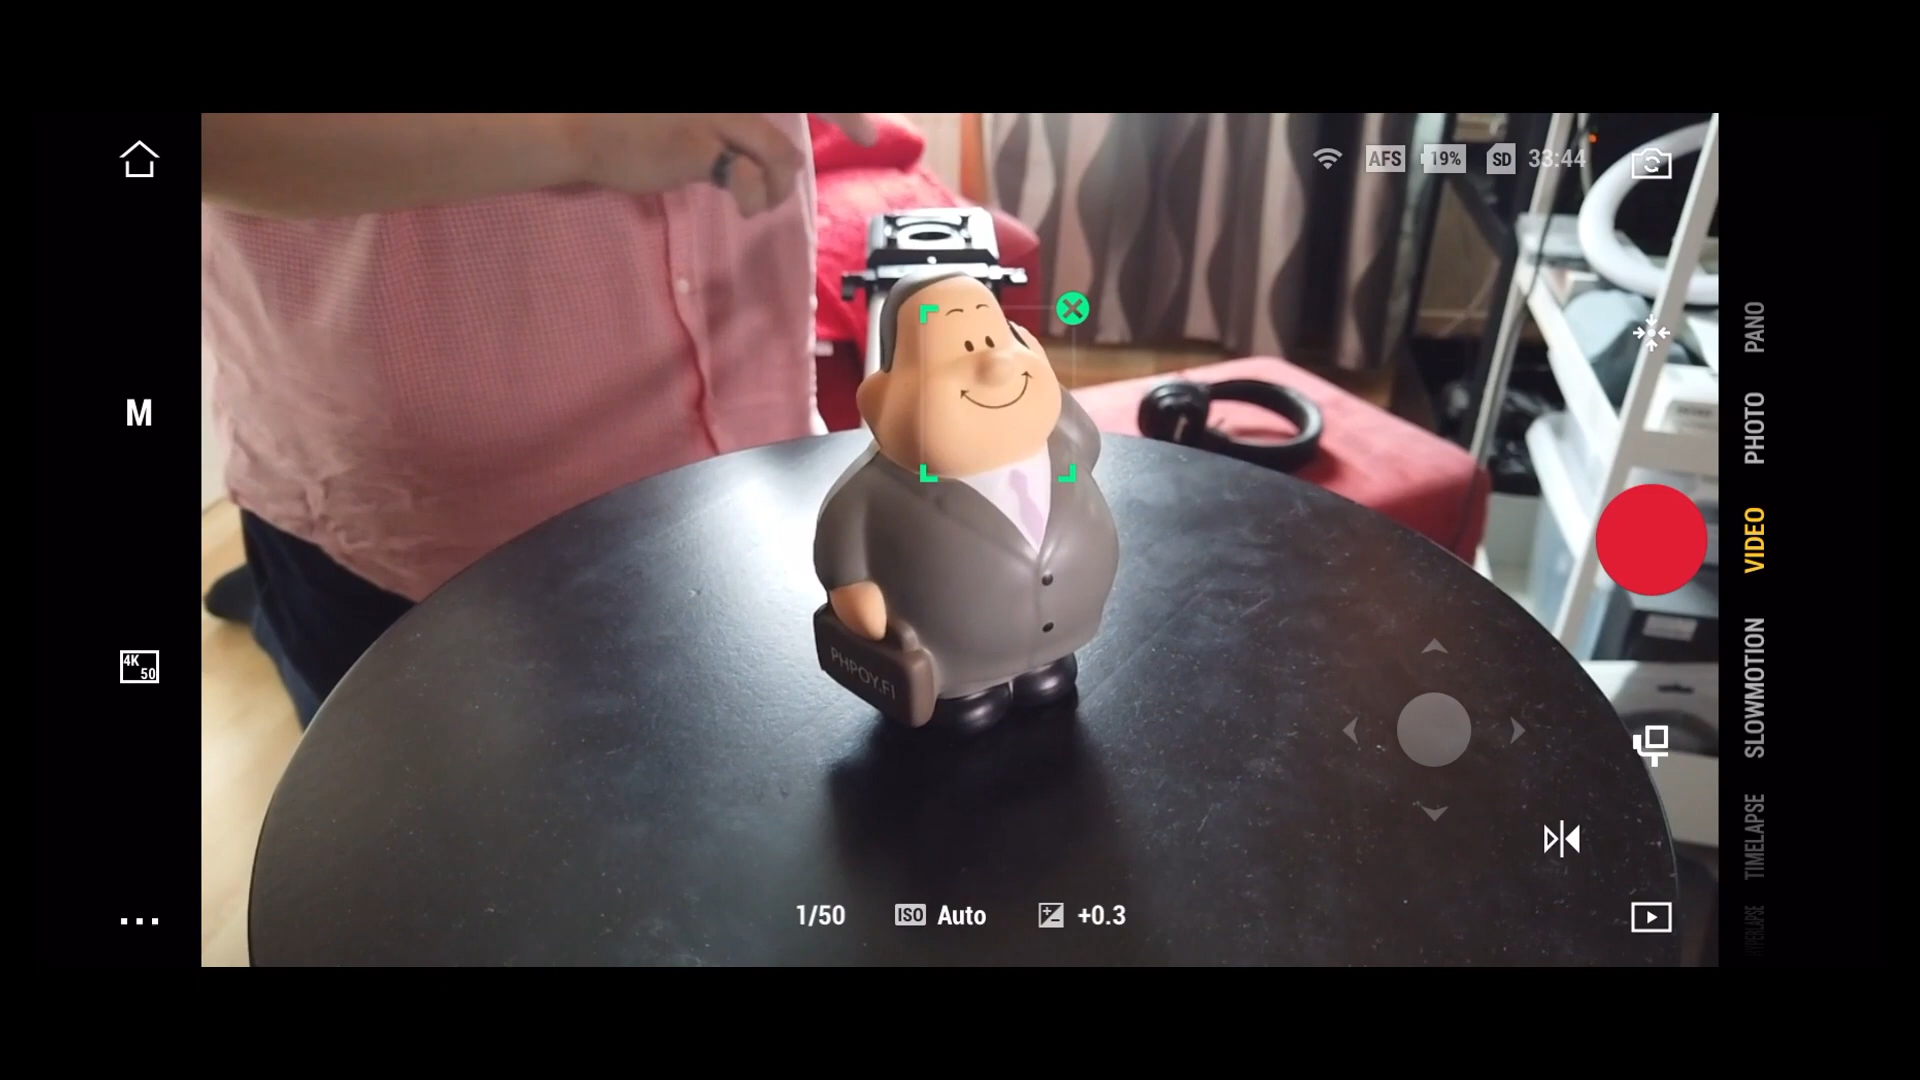 AFS
19%
SD
33:44
M
4K
50
PHPOY.FI
1/50
ISO
Auto
+0.3
PANO
PHOTO
VIDEO
SLOWMOTION
TIMELAPSE
HYPERLAPSE